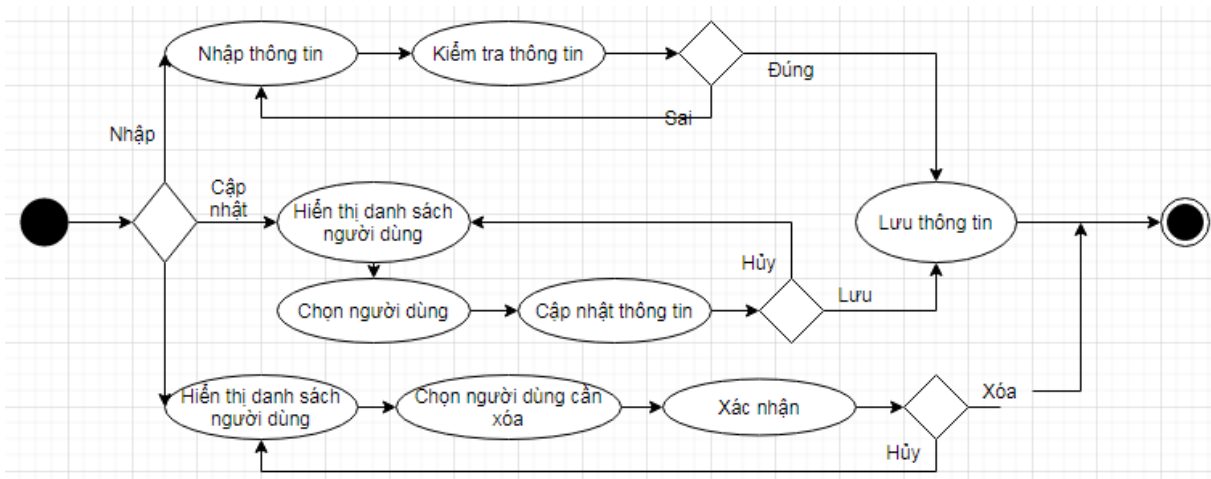 Nhập thông tin
Kiểm tra thông tin
Đúng
Sai
Nhập
Cập
nhật
Hiển thị danh sách
người dùng
Lưu thông tin
Hủy
Chọn người dùng
Cập nhật thông tin
Lưu
Hiển thị danh sách
người dùng
Chọn người dùng cần
xóa
Xác nhận
Xóa
Hủy